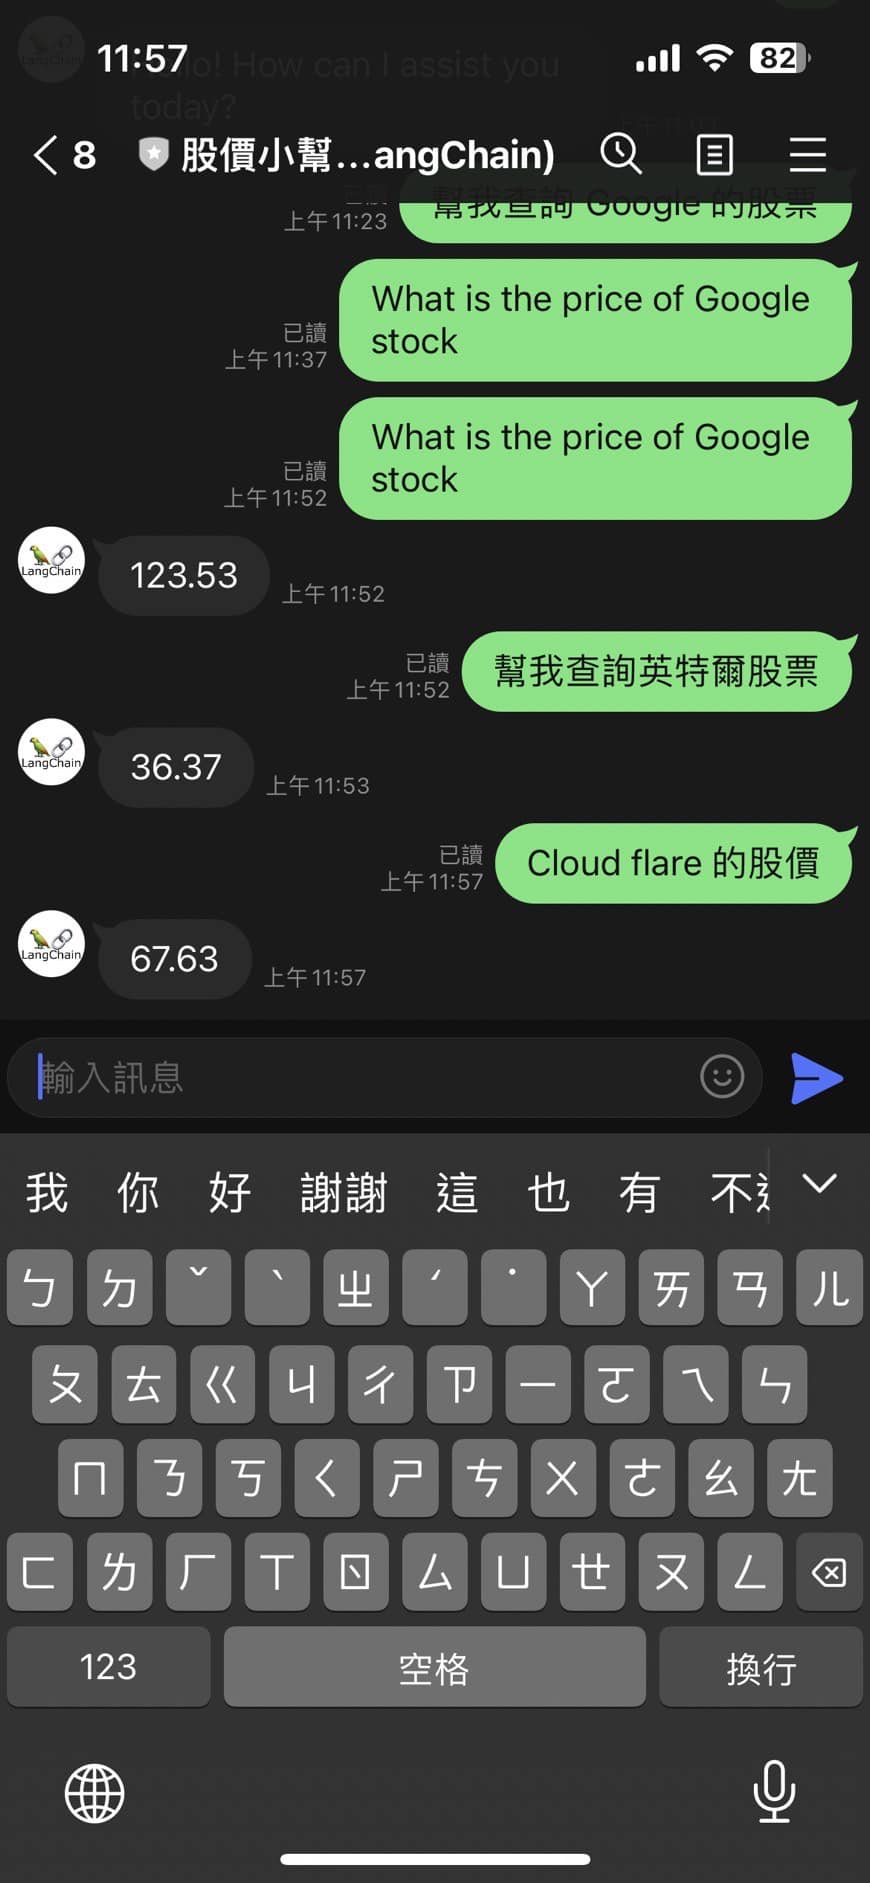 11:57
82
Hello! How can I assist you
today?
8
股價小幫...angChain)
幫我查詢 Google 的股票
已讀
上午11:23
What is the price of Google
stock
已讀
上午11:37
What is the price of Google
stock
已讀
上午11:52
LangChain
123.53
上午11:52
幫我查詢英特爾股票
已讀
上午11:52
LangChain
36.37
上午11:53
Cloud flare 的股價
已讀
上午11:57
LangChain
67.63
上午11:57
輸入訊息
我 你 好 謝謝 這 也 有 不
ㄅ ㄉ ˇ ˋ ㄓ ˊ ˙ ㄚ ㄞ ㄢ ㄦ
ㄆ ㄊ ㄍ ㄐ ㄔ ㄗ ㄧ ㄛ ㄟ ㄣ
ㄇ ㄋ ㄎ ㄑ ㄕ ㄘ ㄨ ㄜ ㄠ ㄤ
ㄈ ㄌ ㄏ ㄒ ㄖ ㄙ ㄩ ㄝ ㄡ ㄥ
123 空格 換行